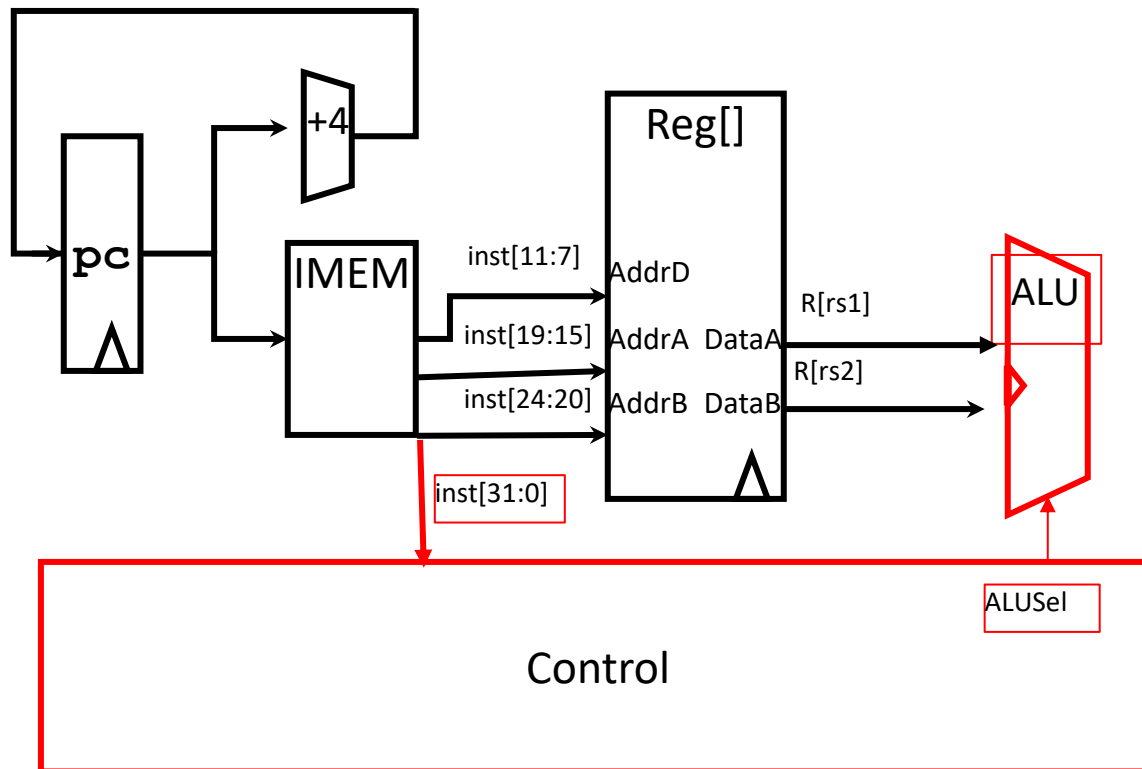 +4
Reg[]
pc
IMEM
inst[11:7]
AddrD
inst[19:15]
AddrA
DataA
R[rs1]
ALU
inst[24:20]
AddrB
DataB
R[rs2]
inst[31:0]
ALUSel
Control